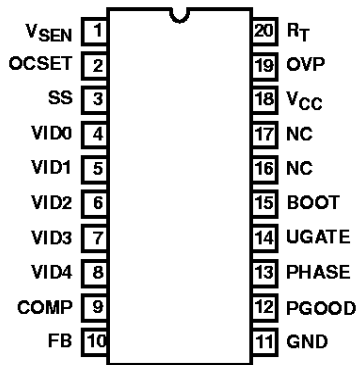 VSEN 1 20 RT
OCSET 2 19 OVP
SS 3 18 VCC
VID0 4 17 NC
VID1 5 16 NC
VID2 6 15 BOOT
VID3 7 14 UGATE
VID4 8 13 PHASE
COMP 9 12 PGOOD
FB 10 11 GND